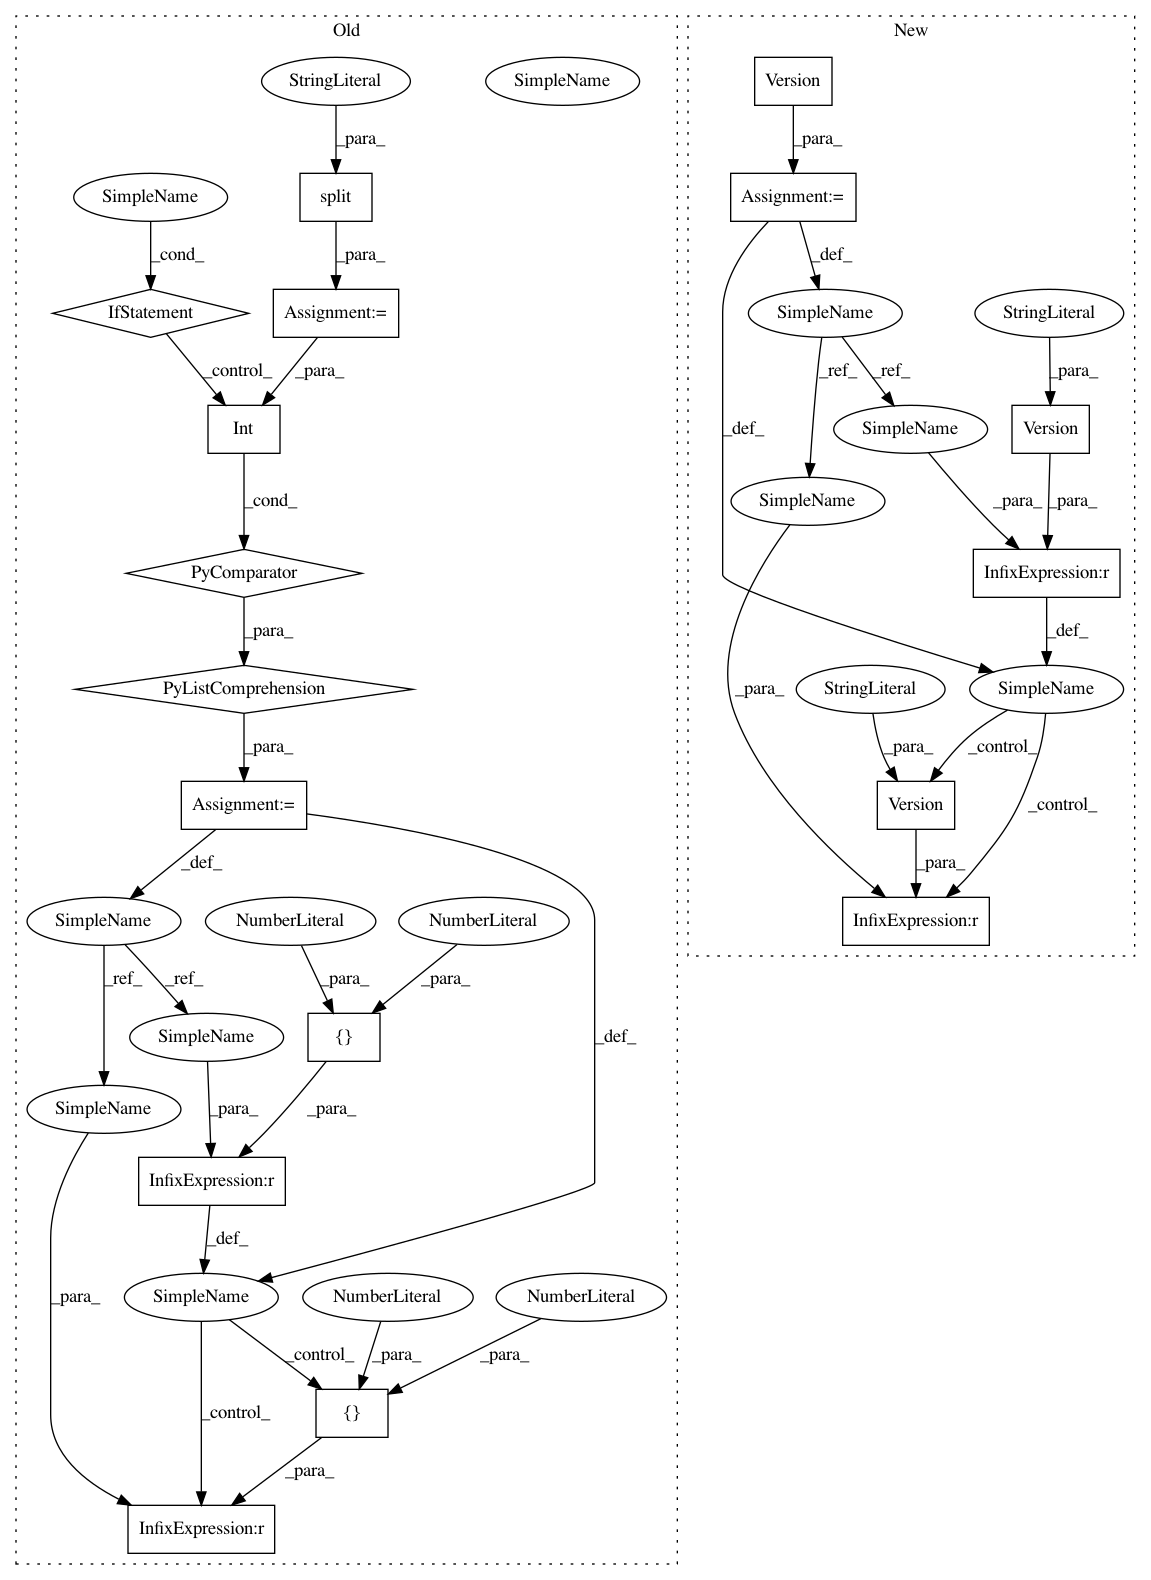 Old
New
StringLiteral
SimpleName
Version
_para_
_para_
SimpleName
split
Assignment:=
_cond_
_para_
_def_
IfStatement
Assignment:=
SimpleName
StringLiteral
_control_
_para_
_ref_
_ref_
_para_
Int
_def_
SimpleName
Version
_cond_
SimpleName
_para_
_para_
PyComparator
InfixExpression:r
_para_
_def_
PyListComprehension
_para_
StringLiteral
SimpleName
_para_
_para_
_control_
Assignment:=
Version
_control_
_def_
_para_
SimpleName
NumberLiteral
NumberLiteral
InfixExpression:r
_ref_
_ref_
_para_
_para_
SimpleName
{}
_def_
SimpleName
_para_
_para_
InfixExpression:r
_def_
_para_
SimpleName
NumberLiteral
NumberLiteral
_control_
_para_
_para_
_control_
{}
_para_
InfixExpression:r